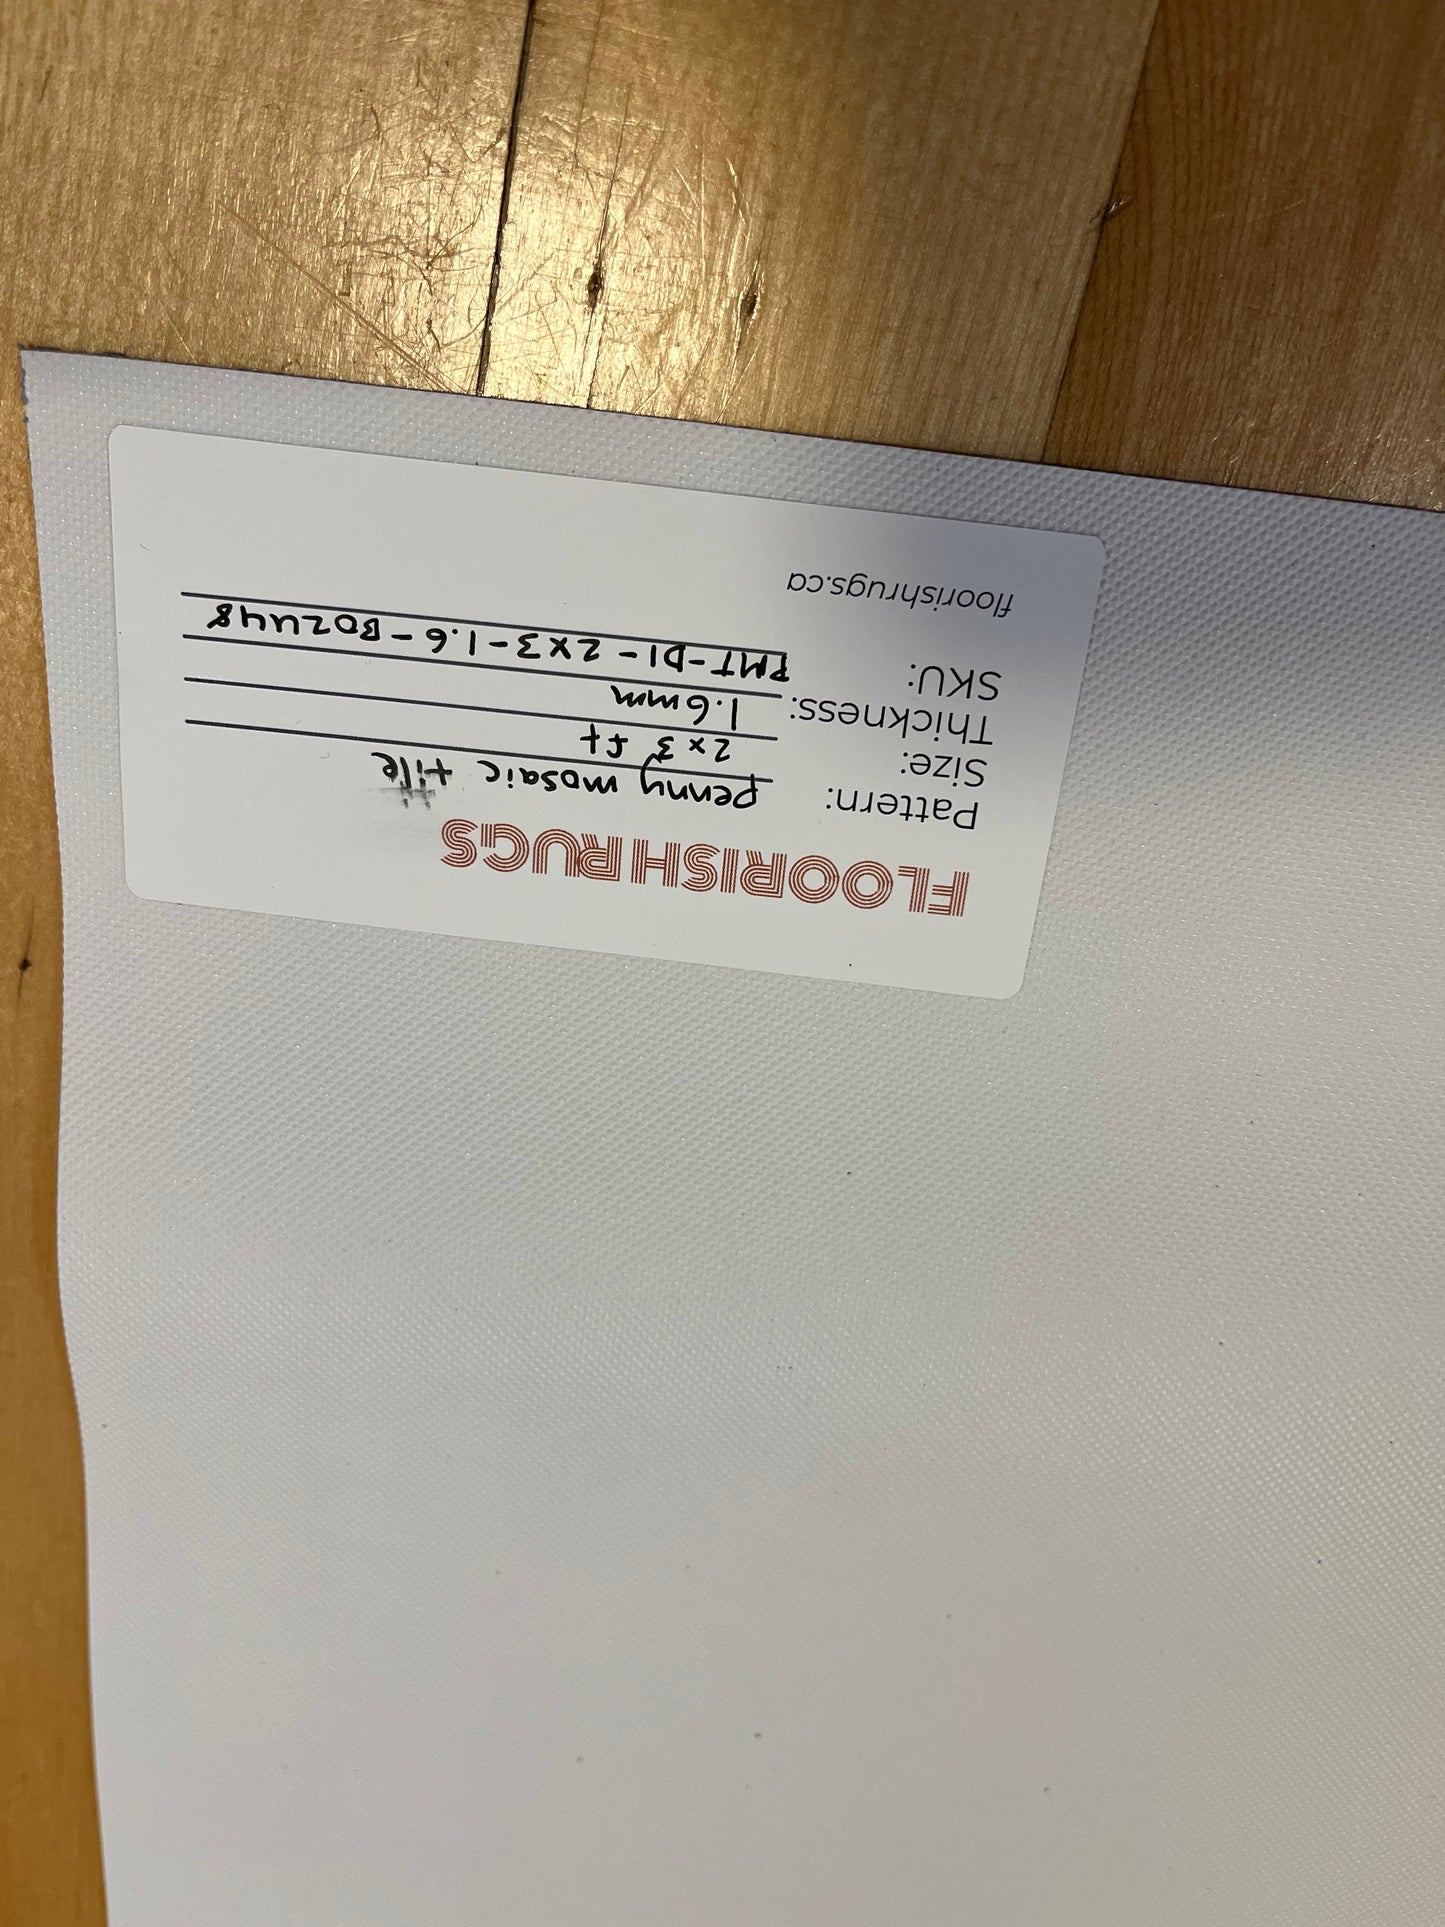 FLOORISH RUGS
Pattern: penny mosaic tile
Size: 2x3 ft
Thickness: 1.6mm
SKU: PMT-D1-2x3-1.6-B02448
floorishrugs.ca